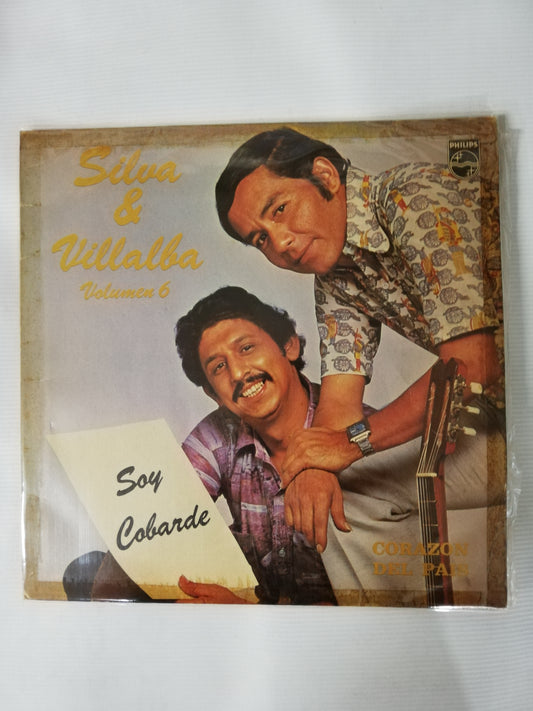 Silva
&
Villalba
Volumen 6
PHILIPS
Soy
Cobarde
CORAZON
DEL PAIS